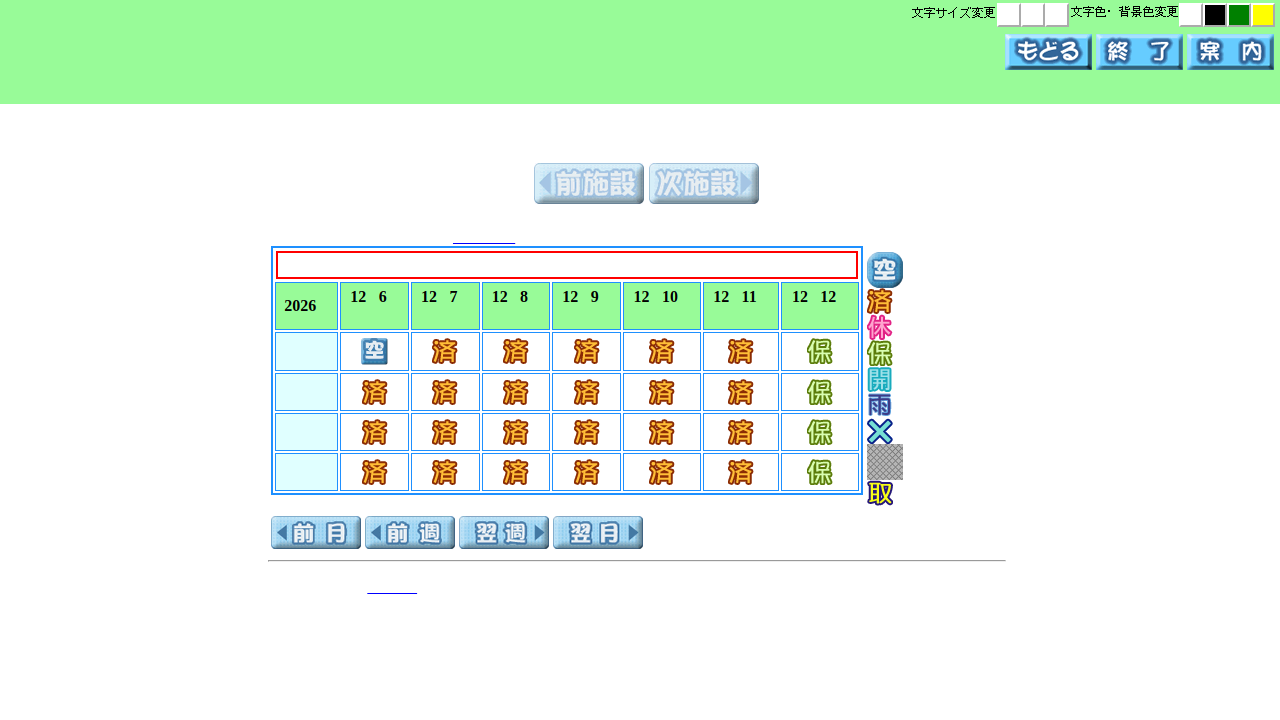 文字サイズ変更 文字色・背景色変更
もどる 終了 案内
前施設 次施設
空
2026 12 6 12 7 12 8 12 9 12 10 12 11 12 12
済
空 済 済 済 済 済 保
休
保
済 済 済 済 済 済 保
開
雨
済 済 済 済 済 済 保
×
済 済 済 済 済 済 保
取
前月 前週 翌週 翌月